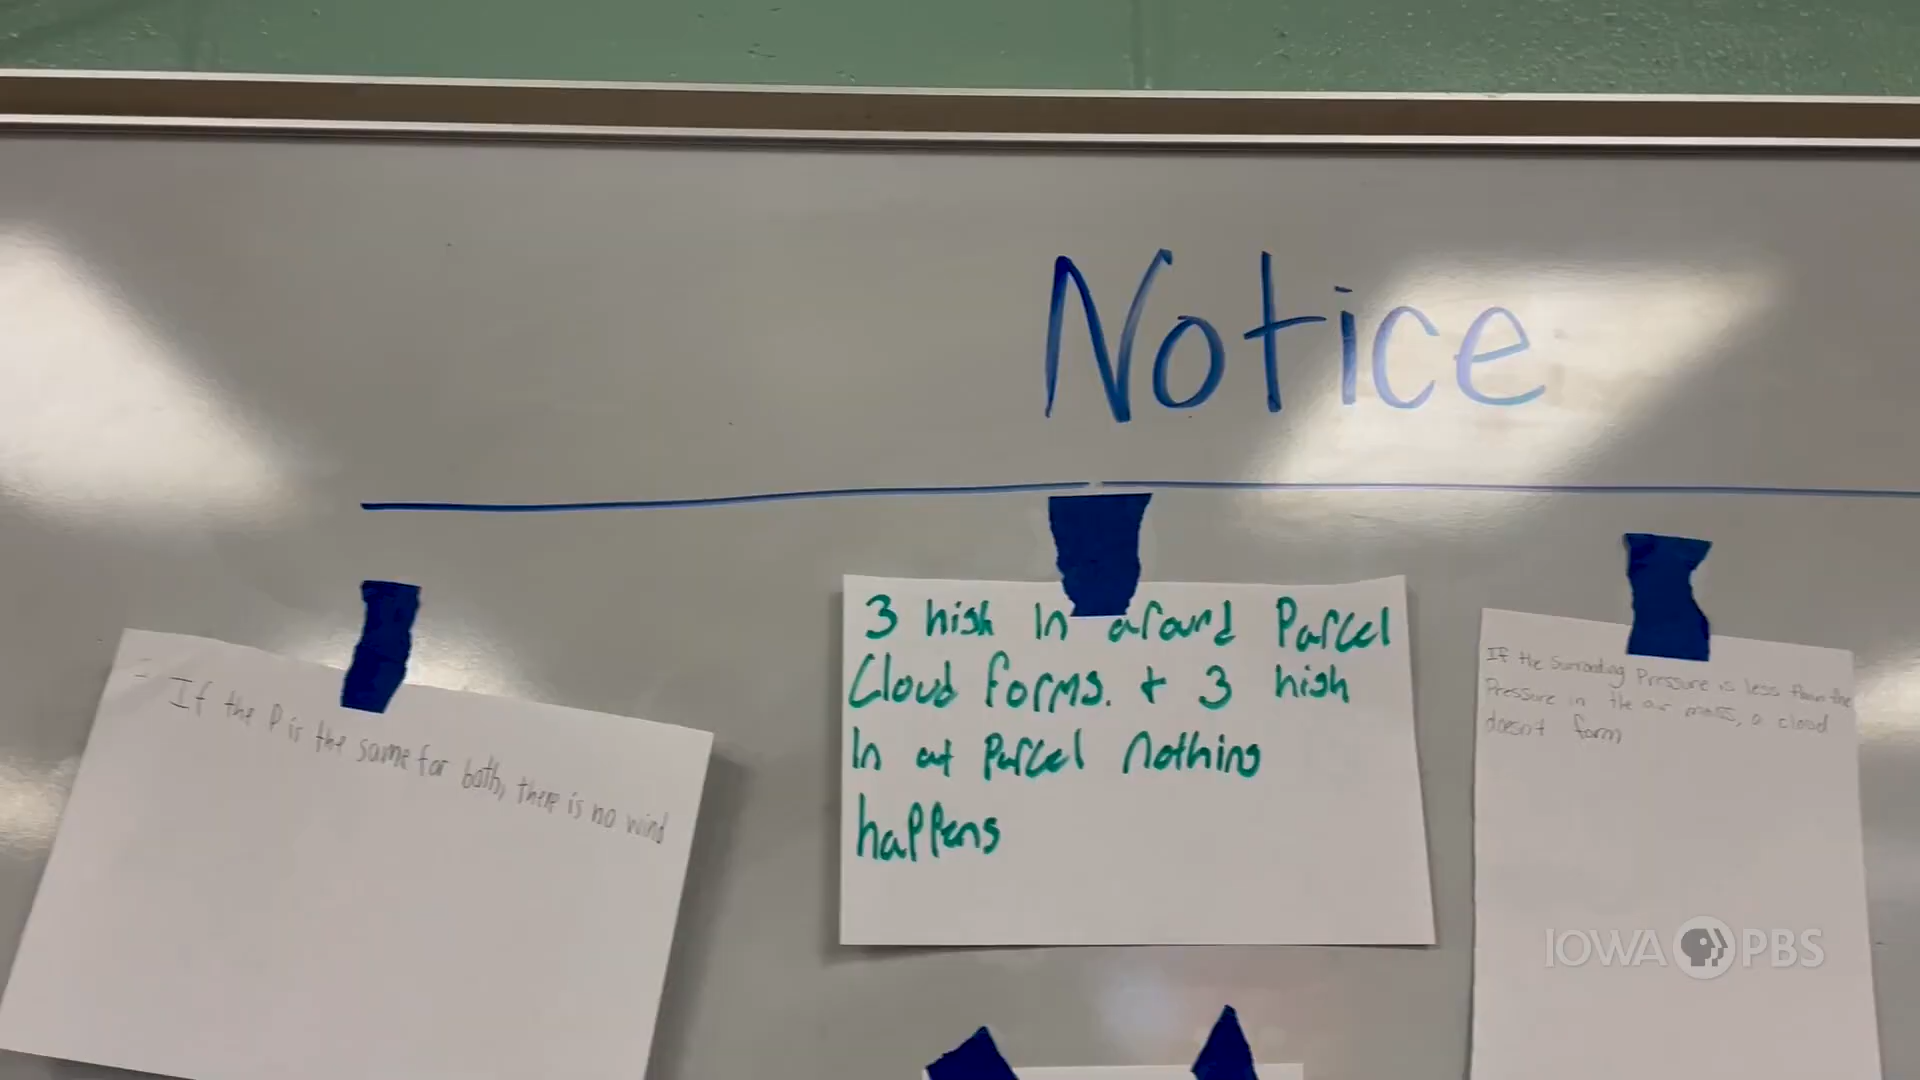 Notice
- If the P is the same for both, there is no wind
3 high In around Parcel
Cloud forms. + 3 high
In at Parcel Nothing
happens
If the Surrouding Pressure is less than the
Pressure in the air mass, a cloud
doesnt form
IOWA PBS